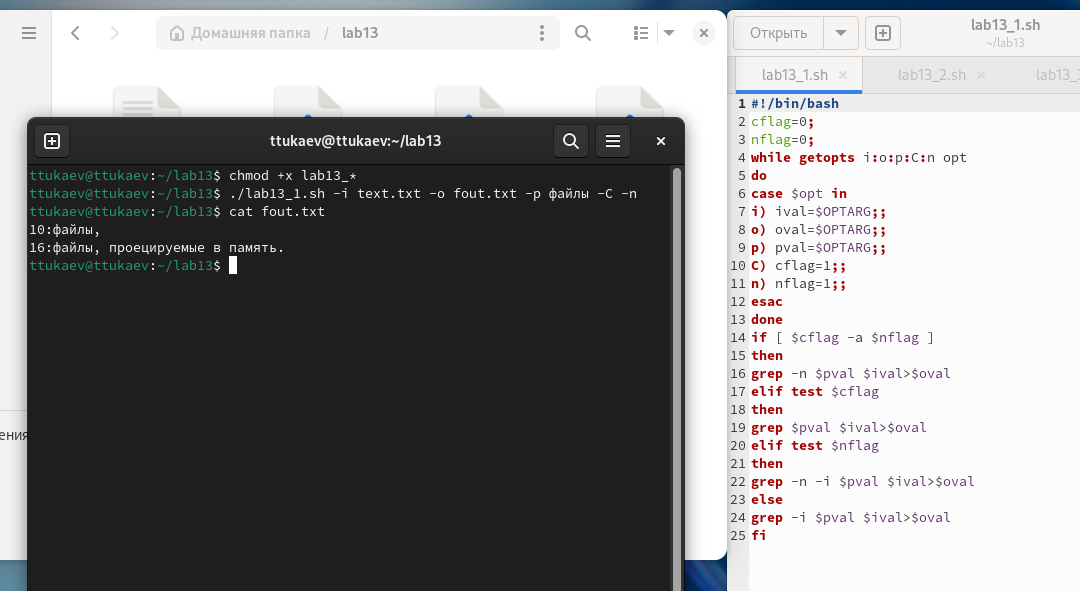 Домашняя папка / lab13
ttukaev@ttukaev:~/lab13
ttukaev@ttukaev:~/lab13$ chmod +x lab13_*
ttukaev@ttukaev:~/lab13$ ./lab13_1.sh -i text.txt -o fout.txt -p файлы -C -n
ttukaev@ttukaev:~/lab13$ cat fout.txt
10:файлы,
16:файлы, проецируемые в память.
ttukaev@ttukaev:~/lab13$
ения
Открыть
lab13_1.sh
~/lab13
lab13_1.sh × lab13_2.sh × lab13_3
1 #!/bin/bash
2 cflag=0;
3 nflag=0;
4 while getopts i:o:p:C:n opt
5 do
6 case $opt in
7 i) ival=$OPTARG;;
8 o) oval=$OPTARG;;
9 p) pval=$OPTARG;;
10 C) cflag=1;;
11 n) nflag=1;;
12 esac
13 done
14 if [ $cflag -a $nflag ]
15 then
16 grep -n $pval $ival>$oval
17 elif test $cflag
18 then
19 grep $pval $ival>$oval
20 elif test $nflag
21 then
22 grep -n -i $pval $ival>$oval
23 else
24 grep -i $pval $ival>$oval
25 fi